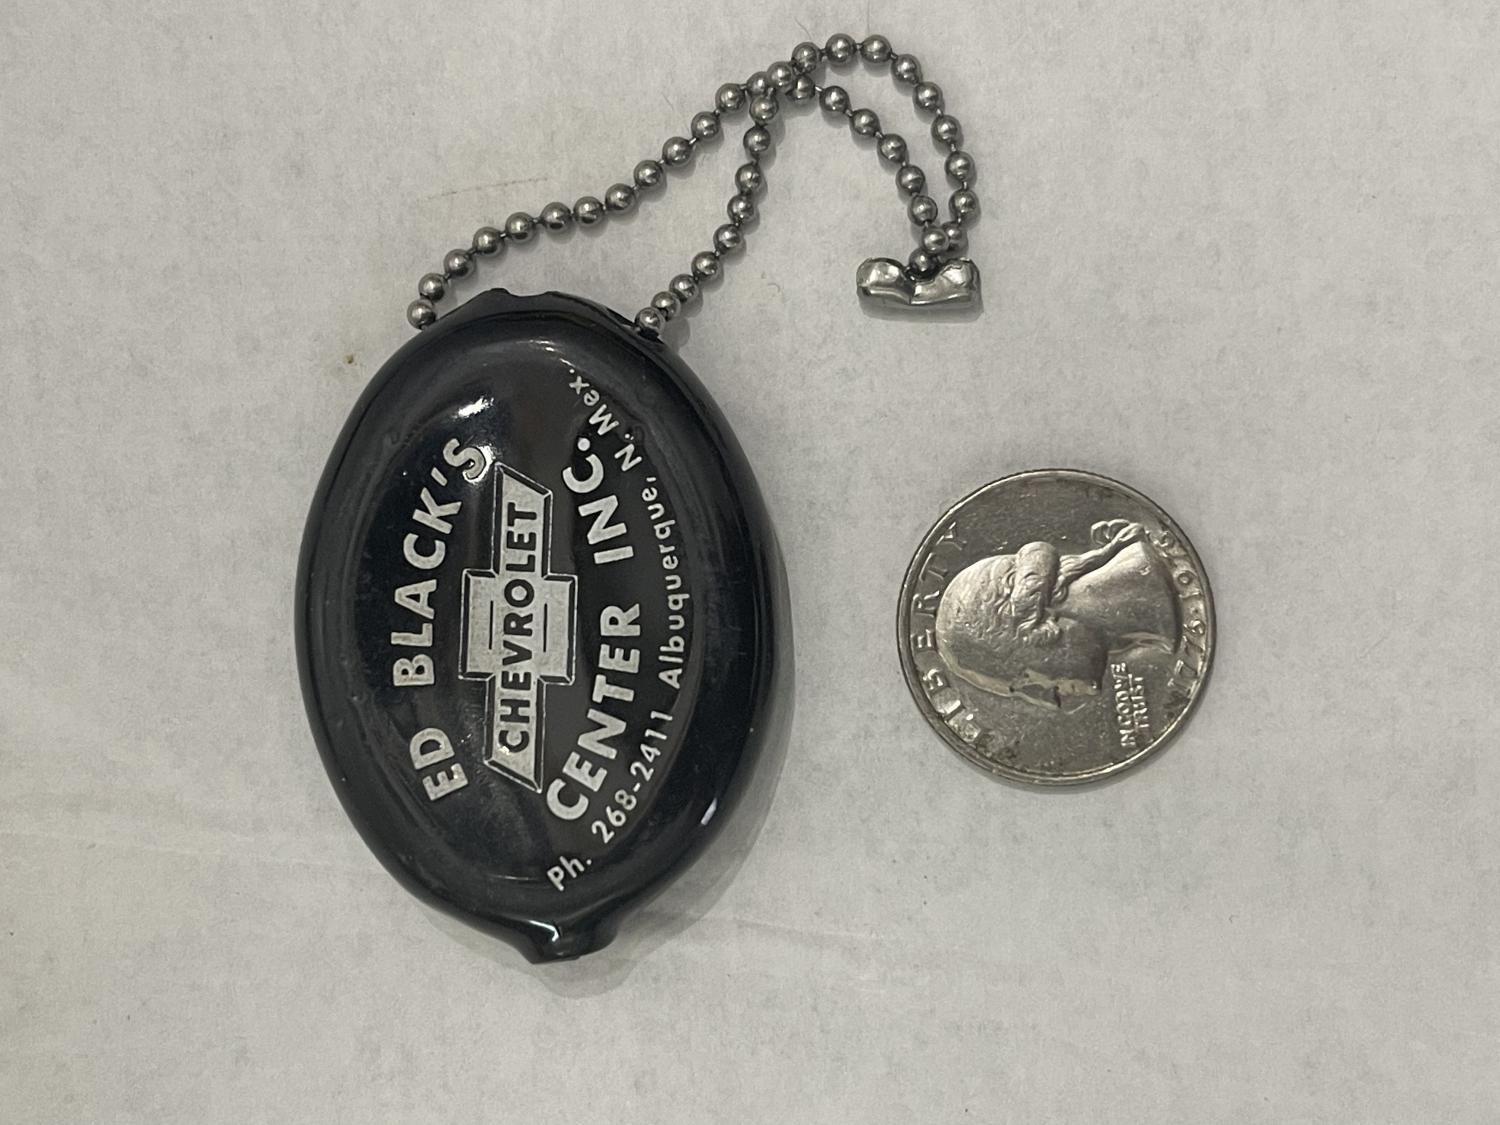 ED BLACK'S
CHEVROLET
CENTER INC.
Ph. 268-2411 Albuquerque, N. Mex.
LIBERTY
IN GOD WE
TRUST
1776-1976